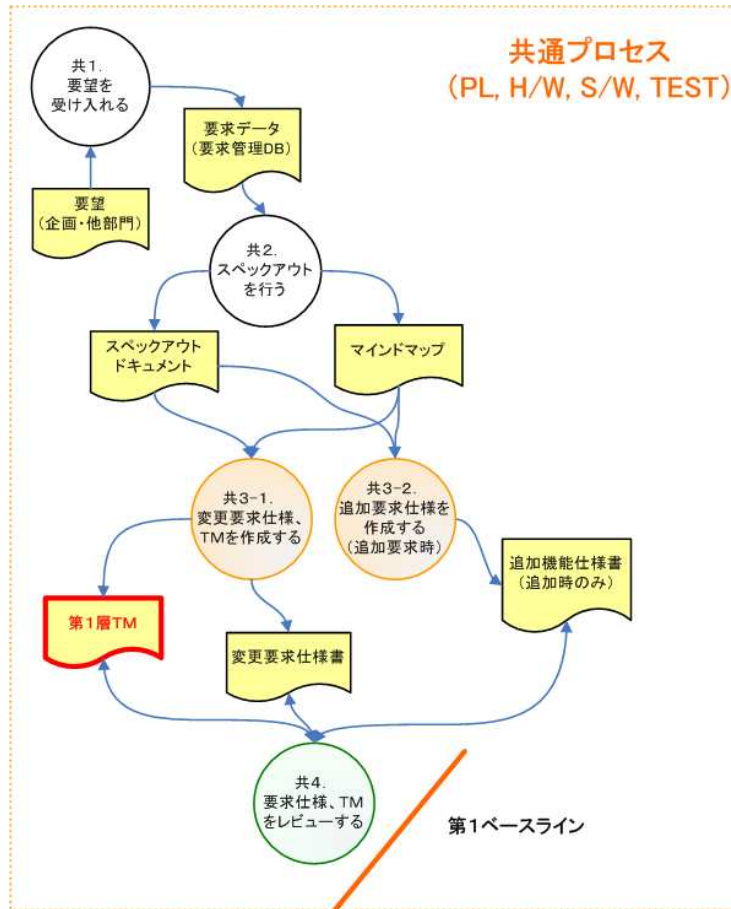 共通プロセス
(PL, H/W, S/W, TEST)
共1.
要望を
受け入れる
要求データ
(要求管理DB)
要望
(企画・他部門)
共2.
スペックアウト
を行う
スペックアウト
ドキュメント
マインドマップ
共3-1.
変更要求仕様、
TMを作成する
共3-2.
追加要求仕様を
作成する
(追加要求時)
追加機能仕様書
(追加時のみ)
第1層TM
変更要求仕様書
共4.
要求仕様、TM
をレビューする
第1ベースライン